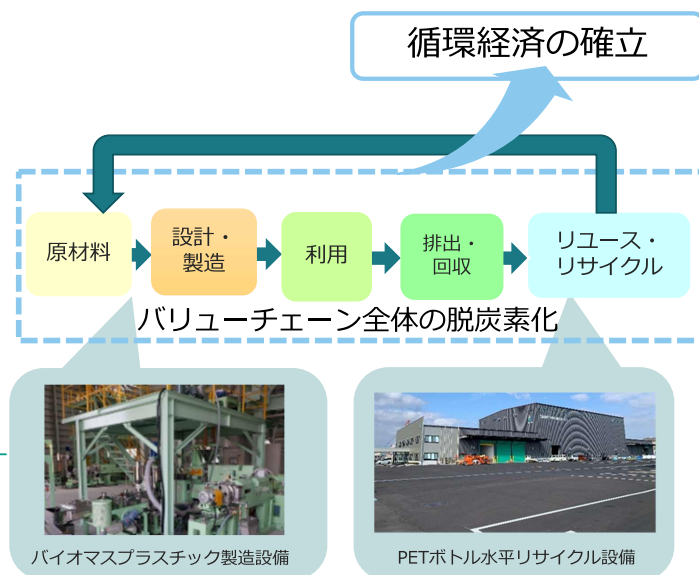 循環経済の確立
原材料
設計・
製造
利用
排出・
回収
リユース・
リサイクル
バリューチェーン全体の脱炭素化
バイオマスプラスチック製造設備
PETボトル水平リサイクル設備